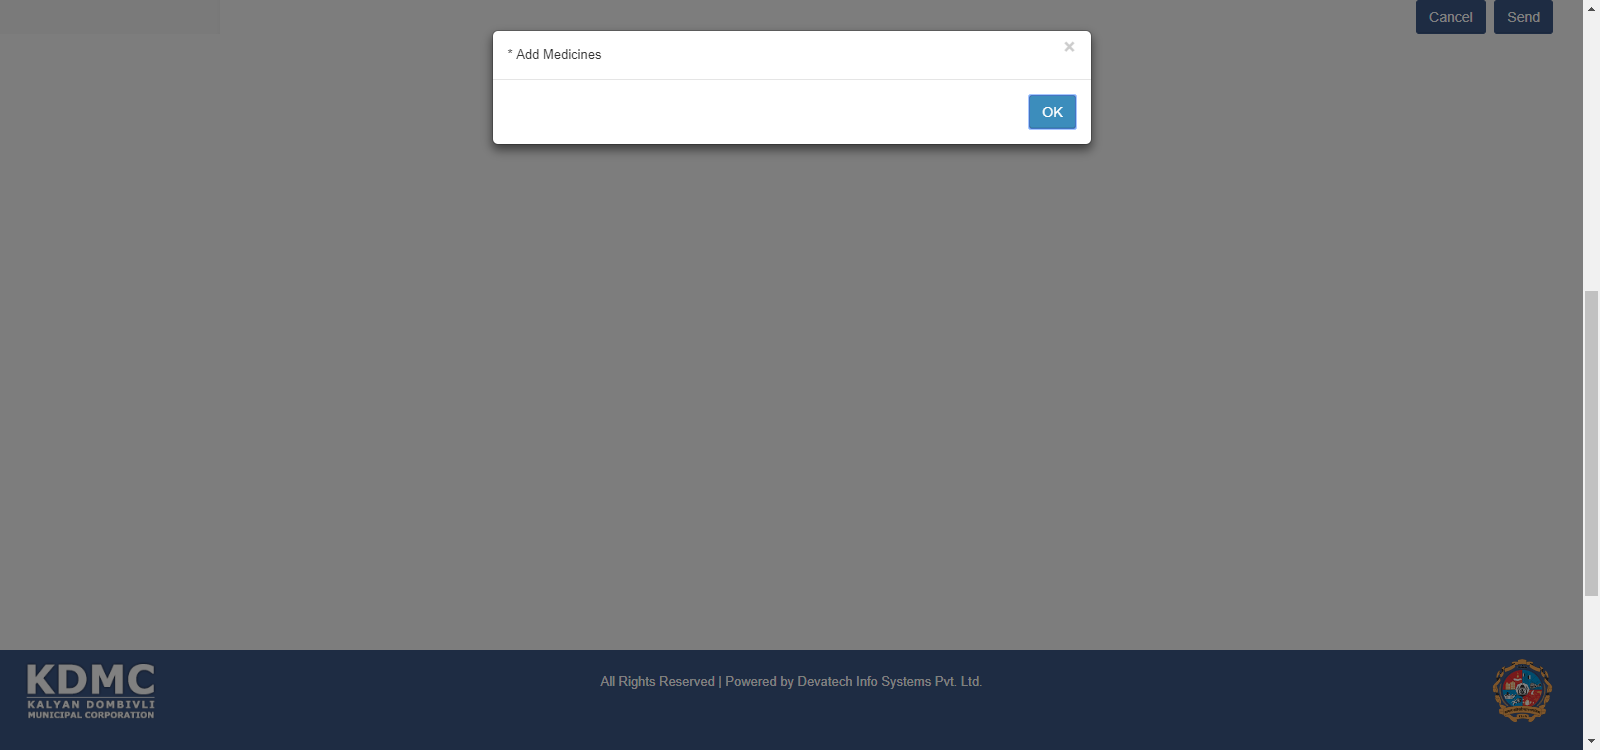 Cancel
Send
* Add Medicines
×
OK
KDMC
KALYAN DOMBIVLI
MUNICIPAL CORPORATION
All Rights Reserved | Powered by Devatech Info Systems Pvt. Ltd.